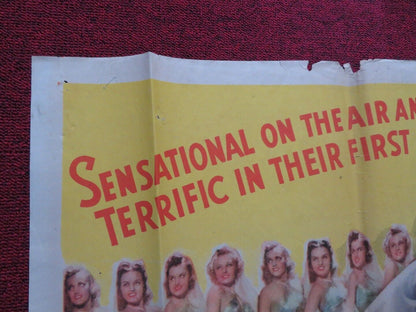 SENSATIONAL ON THE AIR AN
TERRIFIC IN THEIR FIRST